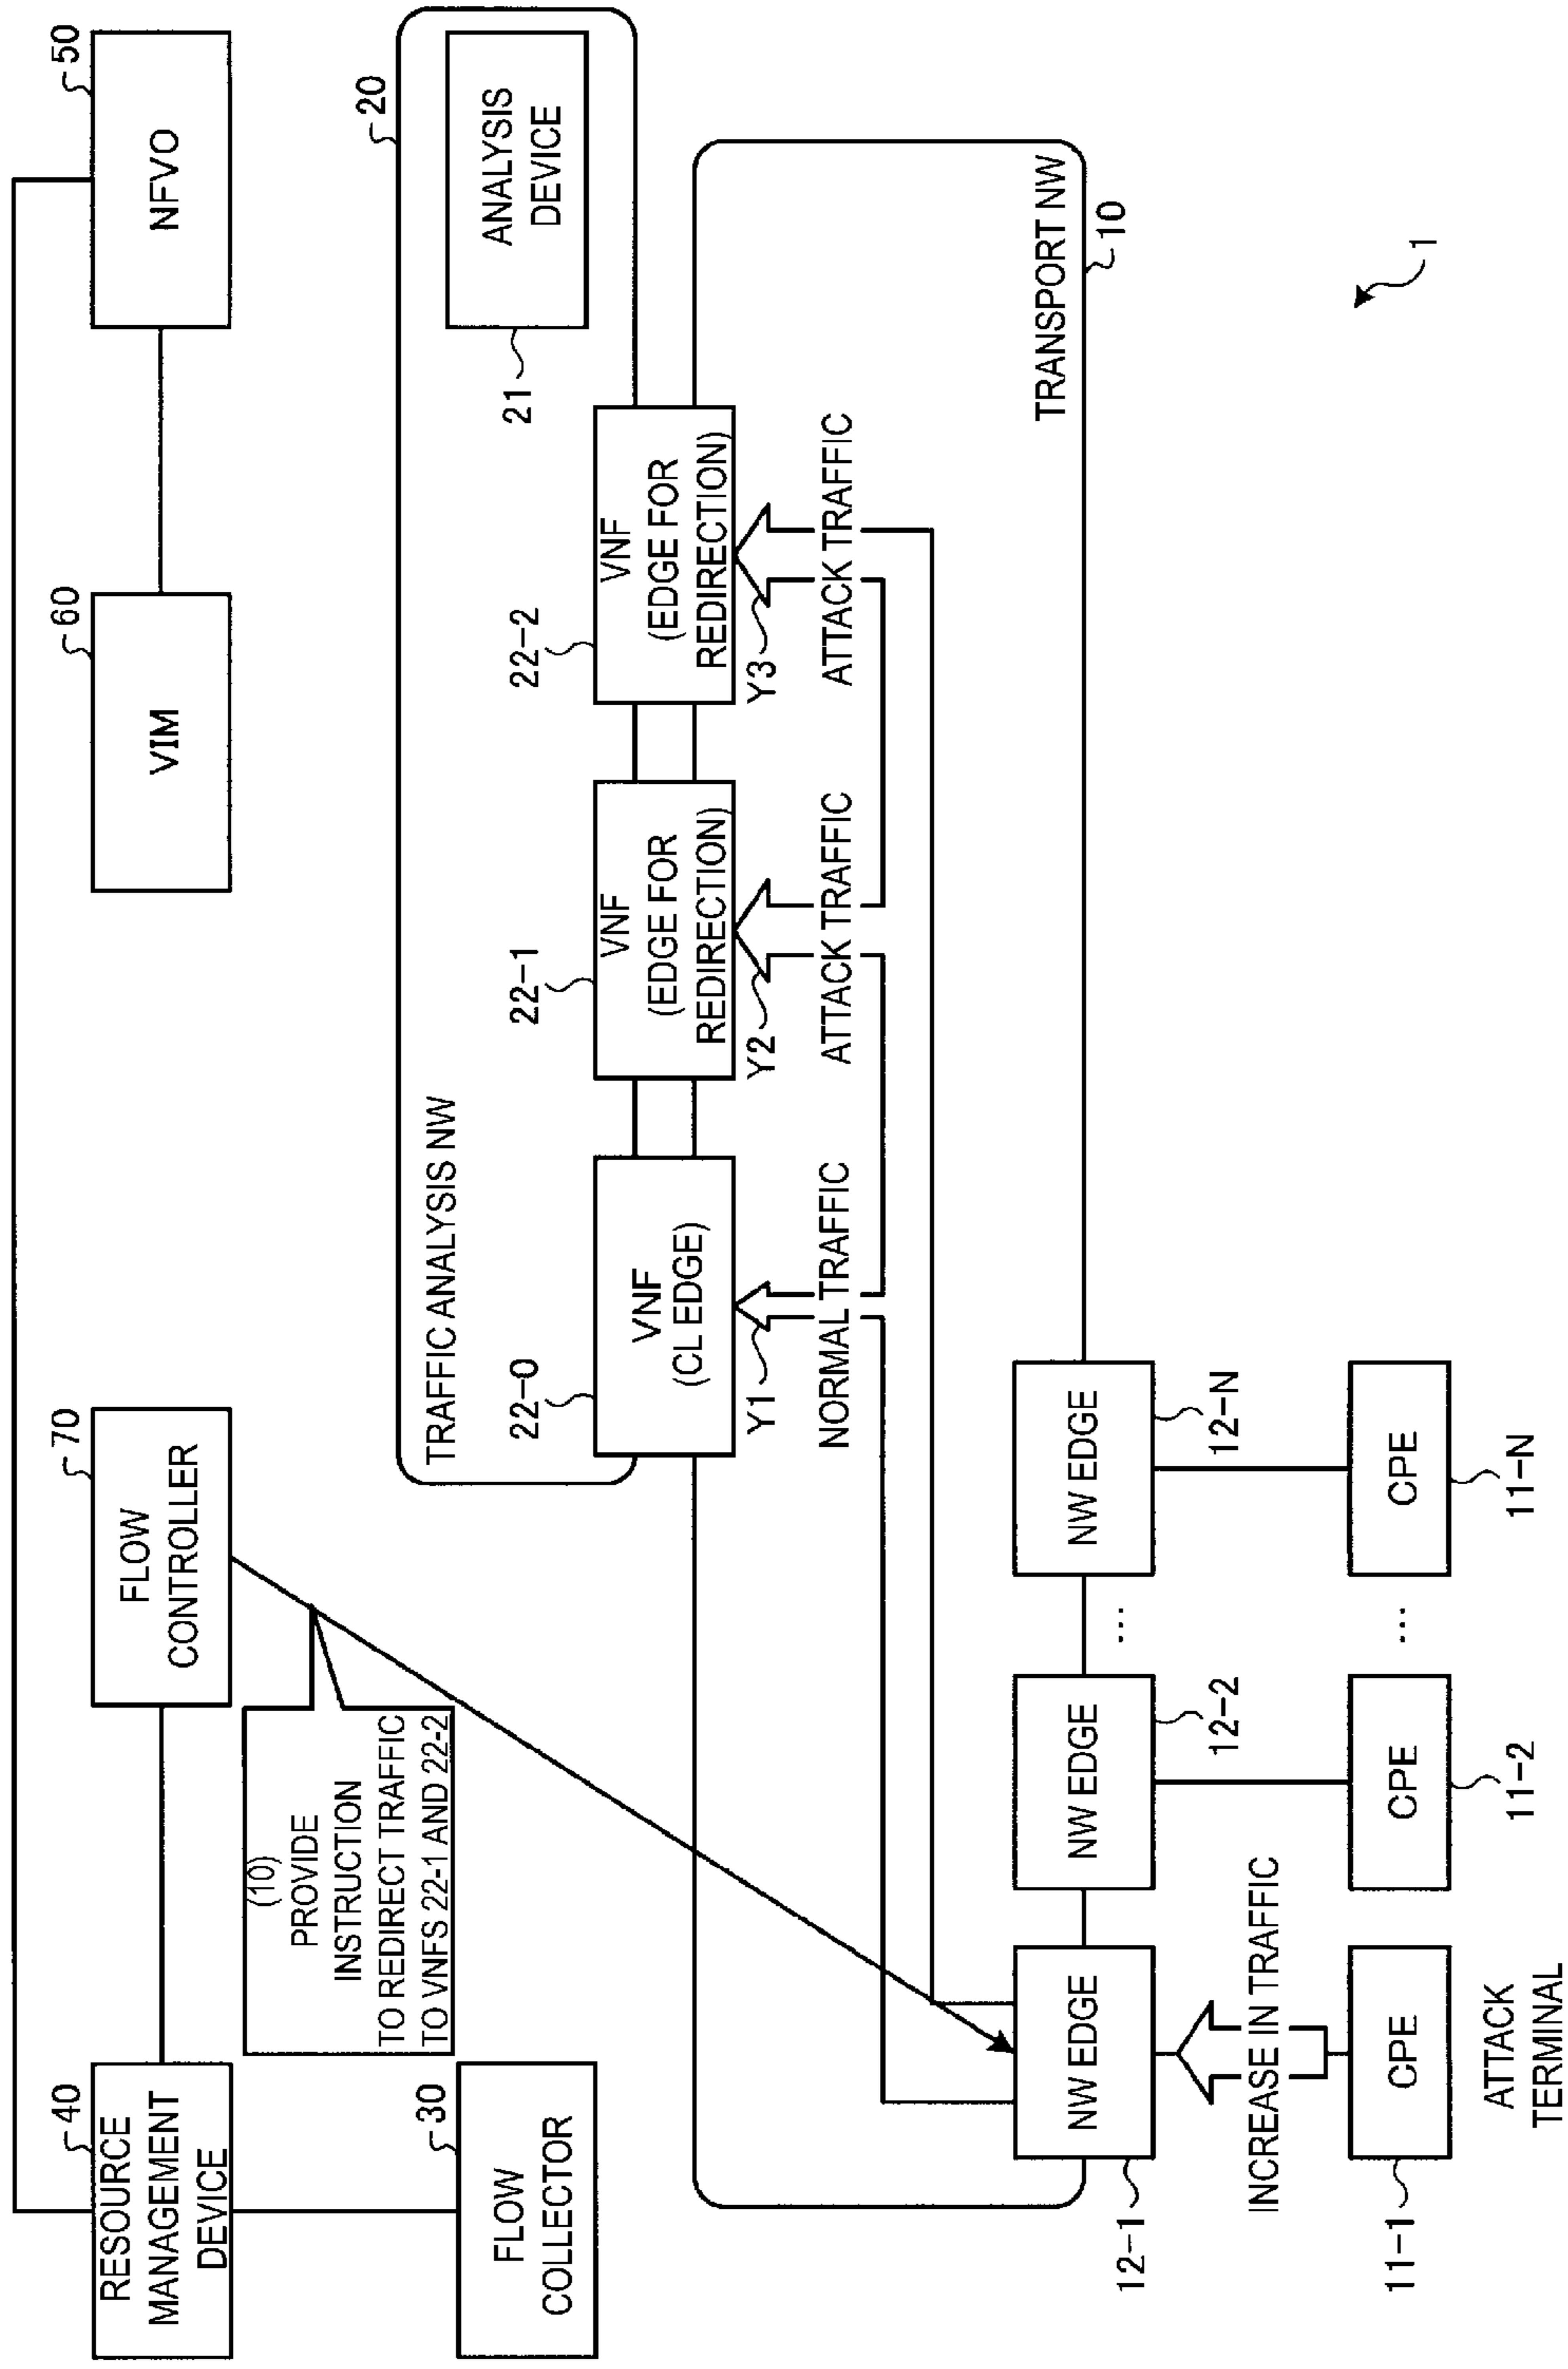 50
NFVO
60
VIM
70
FLOW
CONTROLLER
40
RESOURCE
MANAGEMENT
DEVICE
30
FLOW
COLLECTOR
(10)
PROVIDE
INSTRUCTION
TO REDIRECT TRAFFIC
TO VNFS 22-1 AND 22-2
20
TRAFFIC ANALYSIS NW
ANALYSIS
DEVICE
21
22-0
VNF
(CL EDGE)
22-1
VNF
(EDGE FOR
REDIRECTION)
22-2
VNF
(EDGE FOR
REDIRECTION)
Y1
NORMAL TRAFFIC
Y2
ATTACK TRAFFIC
Y3
ATTACK TRAFFIC
TRANSPORT NW
10
1
NW EDGE
12-1
NW EDGE
12-2
...
NW EDGE
12-N
INCREASE IN TRAFFIC
CPE
11-1
CPE
11-2
...
CPE
11-N
ATTACK
TERMINAL